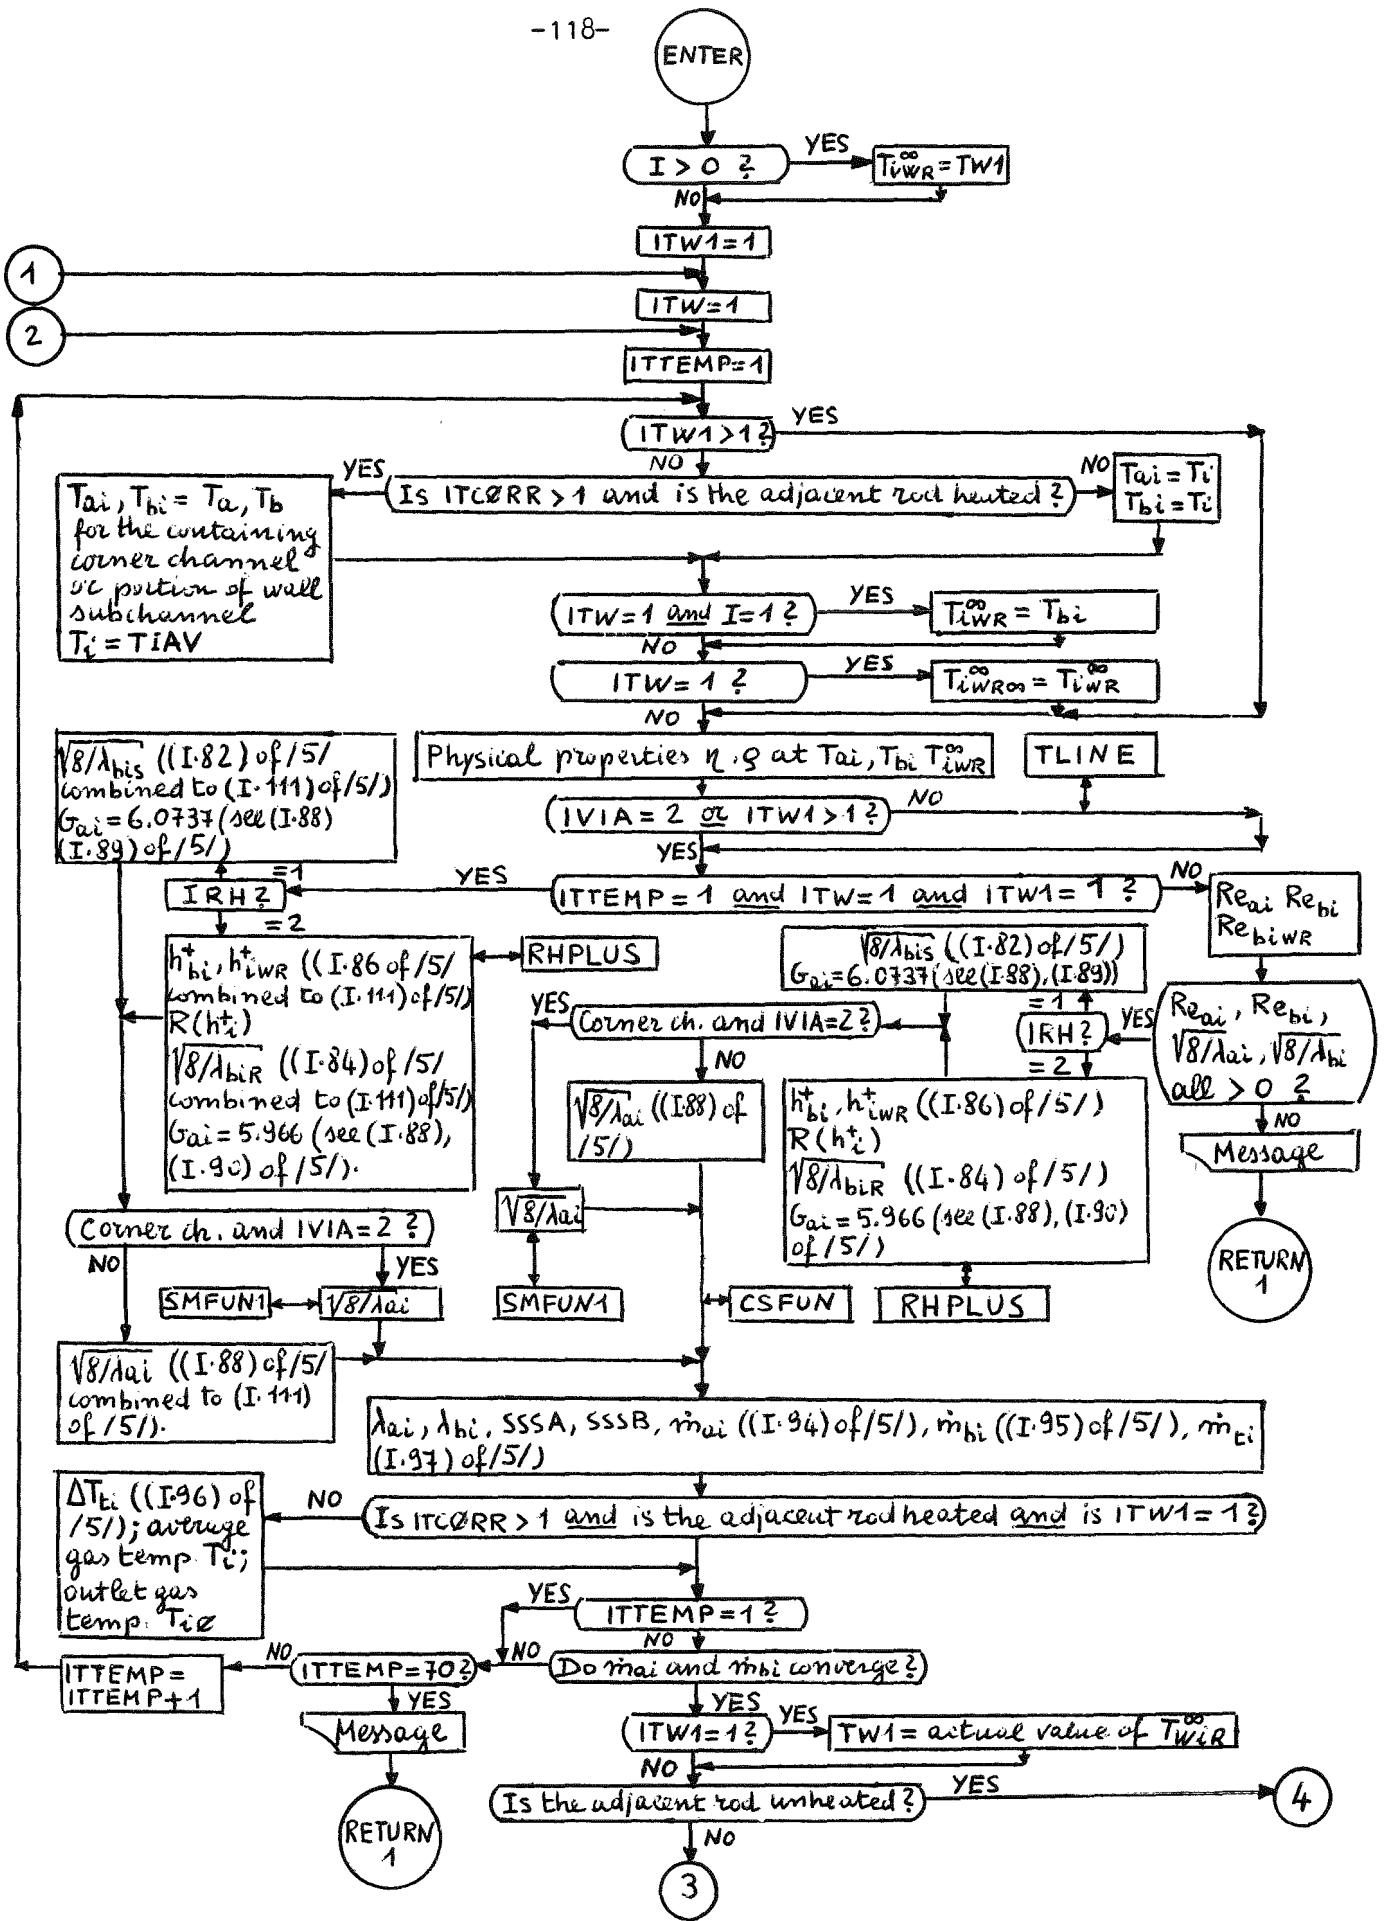 -118-
ENTER
I > 0 ?
YES
T∞iWR = TW1
NO
ITW1=1
1
ITW=1
2
ITTEMP=1
ITW1>1?
YES
NO
Is ITCØRR > 1 and is the adjacent rod heated?
YES
NO
Tai = Ti
Tbi = Ti
Tai, Tbi = Ta, Tb
for the containing
corner channel
or portion of wall
subchannel
Ti = TiAV
ITW=1 and I=1?
YES
T∞iWR = Tbi
NO
ITW=1 ?
YES
T∞iWR∞ = T∞iWR
NO
Physical properties η, ρ at Tai, Tbi T∞iWR
TLINE
√8/λbis ((I.82) of /5/
combined to (I.111) of /5/)
Gai = 6.0737 (see (I.88)
(I.89) of /5/)
(IVIA = 2 or ITW1>1?)
NO
YES
ITTEMP = 1 and ITW=1 and ITW1= 1 ?
YES
NO
=1
IRH?
=2
Reai Rebi
RebiWR
h+bi, h+iWR ((I.86 of /5/
combined to (I.111) of /5/)
R(h+i)
√8/λbiR ((I.84) of /5/
combined to (I.111) of /5/)
Gai = 5.966 (see (I.88),
(I.90) of /5/).
RHPLUS
√8/λbis ((I.82) of /5/)
Gai=6.0737 (see (I.88), (I.89))
=1
IRH?
=2
YES
Reai, Rebi,
√8/λai, √8/λbi
all > 0 ?
NO
Message
RETURN
1
YES
Corner ch. and IVIA=2?
NO
√8/λai ((I.88) of
/5/)
h+bi, h+iWR ((I.86) of /5/)
R(h+i)
√8/λbiR ((I.84) of /5/)
Gai = 5.966 (see (I.88), (I.90)
of /5/)
√8/λai
SMFUN1
CSFUN
RHPLUS
(Corner ch. and IVIA=2 ?)
NO
YES
SMFUN1
√8/λai
√8/λai ((I.88) of /5/
combined to (I.111)
of /5/).
λai, λbi, SSSA, SSSB, ṁai ((I.94) of /5/), ṁbi ((I.95) of /5/), ṁti
(I.97) of /5/)
ΔTti ((I.96) of
/5/); average
gas temp. Ti;
outlet gas
temp. Tiø
NO
Is ITCØRR > 1 and is the adjacent rod heated and is ITW1=1?
YES
ITTEMP=1?
NO
Do ṁai and ṁbi converge?
NO
YES
ITTEMP=70?
NO
ITTEMP=
ITTEMP+1
YES
Message
RETURN
1
ITW1=1?
YES
TW1 = actual value of T∞WiR
NO
Is the adjacent rod unheated?
YES
4
NO
3